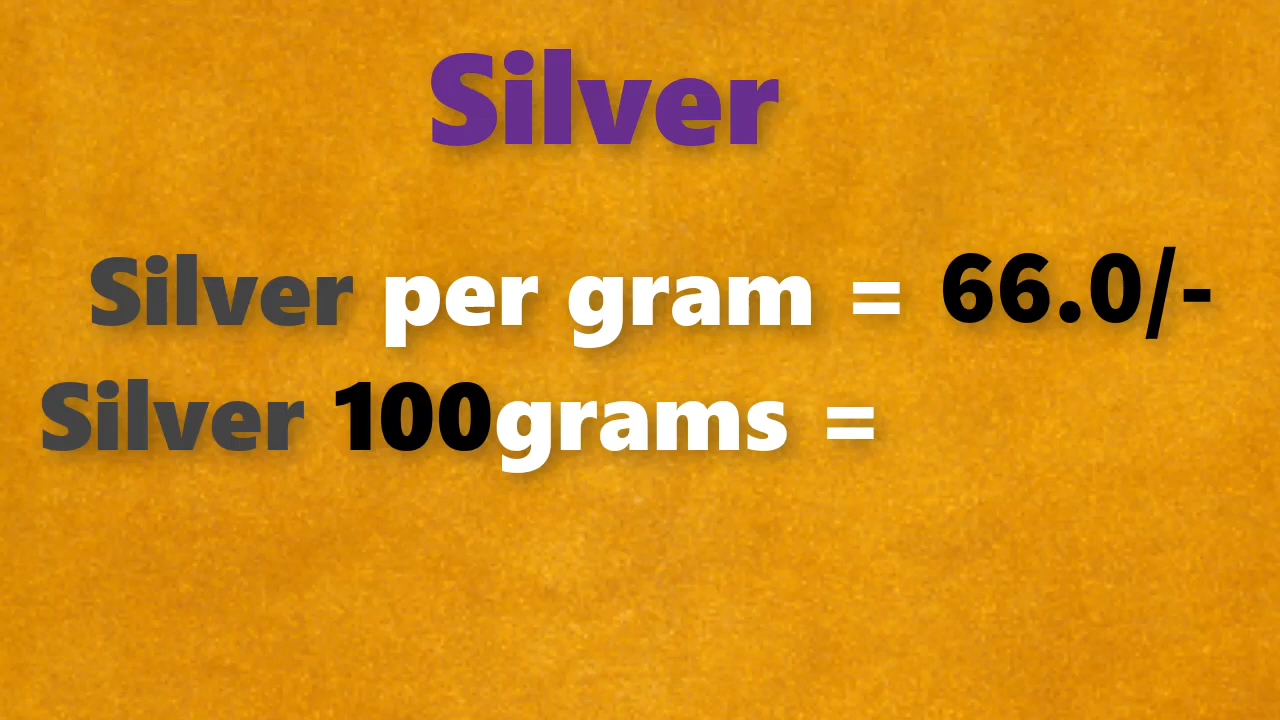 Silver
Silver per gram = 66.0/-
Silver 100grams =